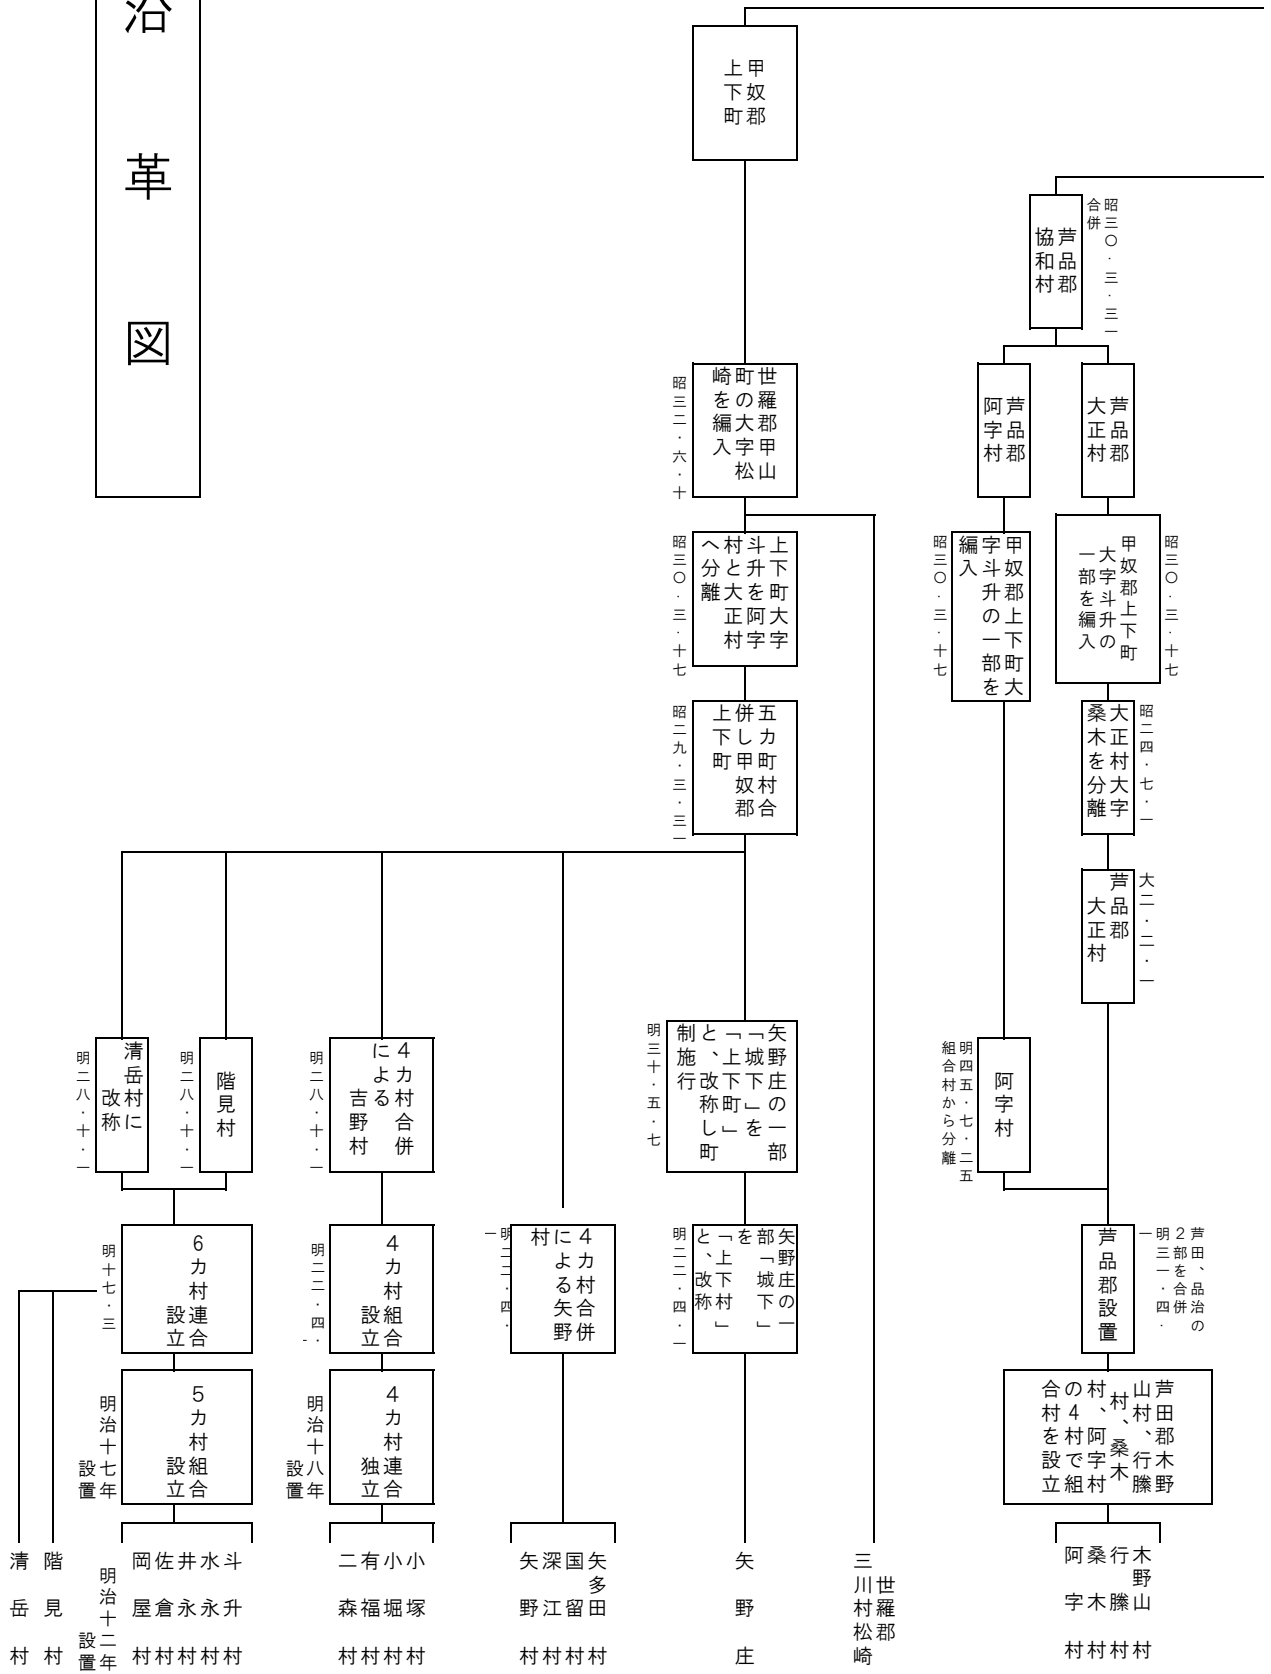 沿革図
甲奴郡
上下町
昭三〇・三・三一
合併
芦品郡
協和村
芦品郡
大正村
芦品郡
阿字村
世羅郡甲山
町の大字松
崎を編入
昭三二・六・十
昭三〇・三・十七
甲奴郡上下町
大字斗升の
一部を編入
甲奴郡上下町大
字斗升の一部を
編入
昭三〇・三・十七
上下町大字
斗升を阿字
村と大正村
へ分離
昭三〇・三・十七
昭二四・七・一
大正村大字
桑木を分離
五カ町村合
併し甲奴郡
上下町
昭二九・三・三一
大二・二・一
芦品郡
大正村
阿字村
明四五・七・二五
組合村から分離
矢野庄の一部
「城下」を
「上下町」
と、改称し町
制施行
明三十・五・七
4カ村合併
による
吉野村
明二八・十・一
階見村
明二八・十・一
清岳村に
改称
明二八・十・一
芦田、品治の
2部を合併
明三一・四・
一
芦品郡設置
矢野庄の一
部「城下」
を
「上下村」
と、改称
明二二・四・一
4カ村合併
による矢野
村
明二二・四・
一
4カ村組合
設立
明二二・四・
6カ村連合
設立
明十七・三
芦田郡木野
山村、行縢
村、桑木
村、阿字村
の4村で組
合村を設立
4カ村連合
独立
明治十八年
設置
5カ村組合
設立
明治十七年
設置
木野山村
行縢村
桑木村
阿字村
世羅郡
三川村松崎
矢野庄
矢多田村
国留村
深江村
矢野村
小塚村
小堀村
有福村
二森村
斗升村
水永村
井永村
佐倉村
岡屋村
明治十二年
設置
階見村
清岳村